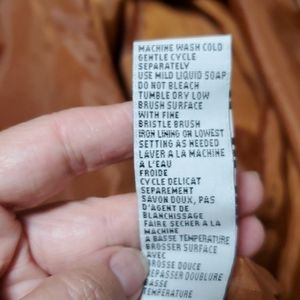 MACHINE WASH COLD
GENTLE CYCLE
SEPARATELY
USE MILD LIQUID SOAP
DO NOT BLEACH
TUMBLE DRY LOW
BRUSH SURFACE
WITH FINE
BRISTLE BRUSH
IRON LINING ON LOWEST
SETTING AS NEEDED
LAVER A LA MACHINE
A L'EAU
FROIDE
CYCLE DELICAT
SEPAREMENT
SAVON DOUX, PAS
D'AGENT DE
BLANCHISSAGE
FAIRE SECHER A LA
MACHINE
A BASSE TEMPERATURE
BROSSER SURFACE
AVEC
BROSSE DOUCE
REPASSER DOUBLURE
BASSE
TEMPERATURE